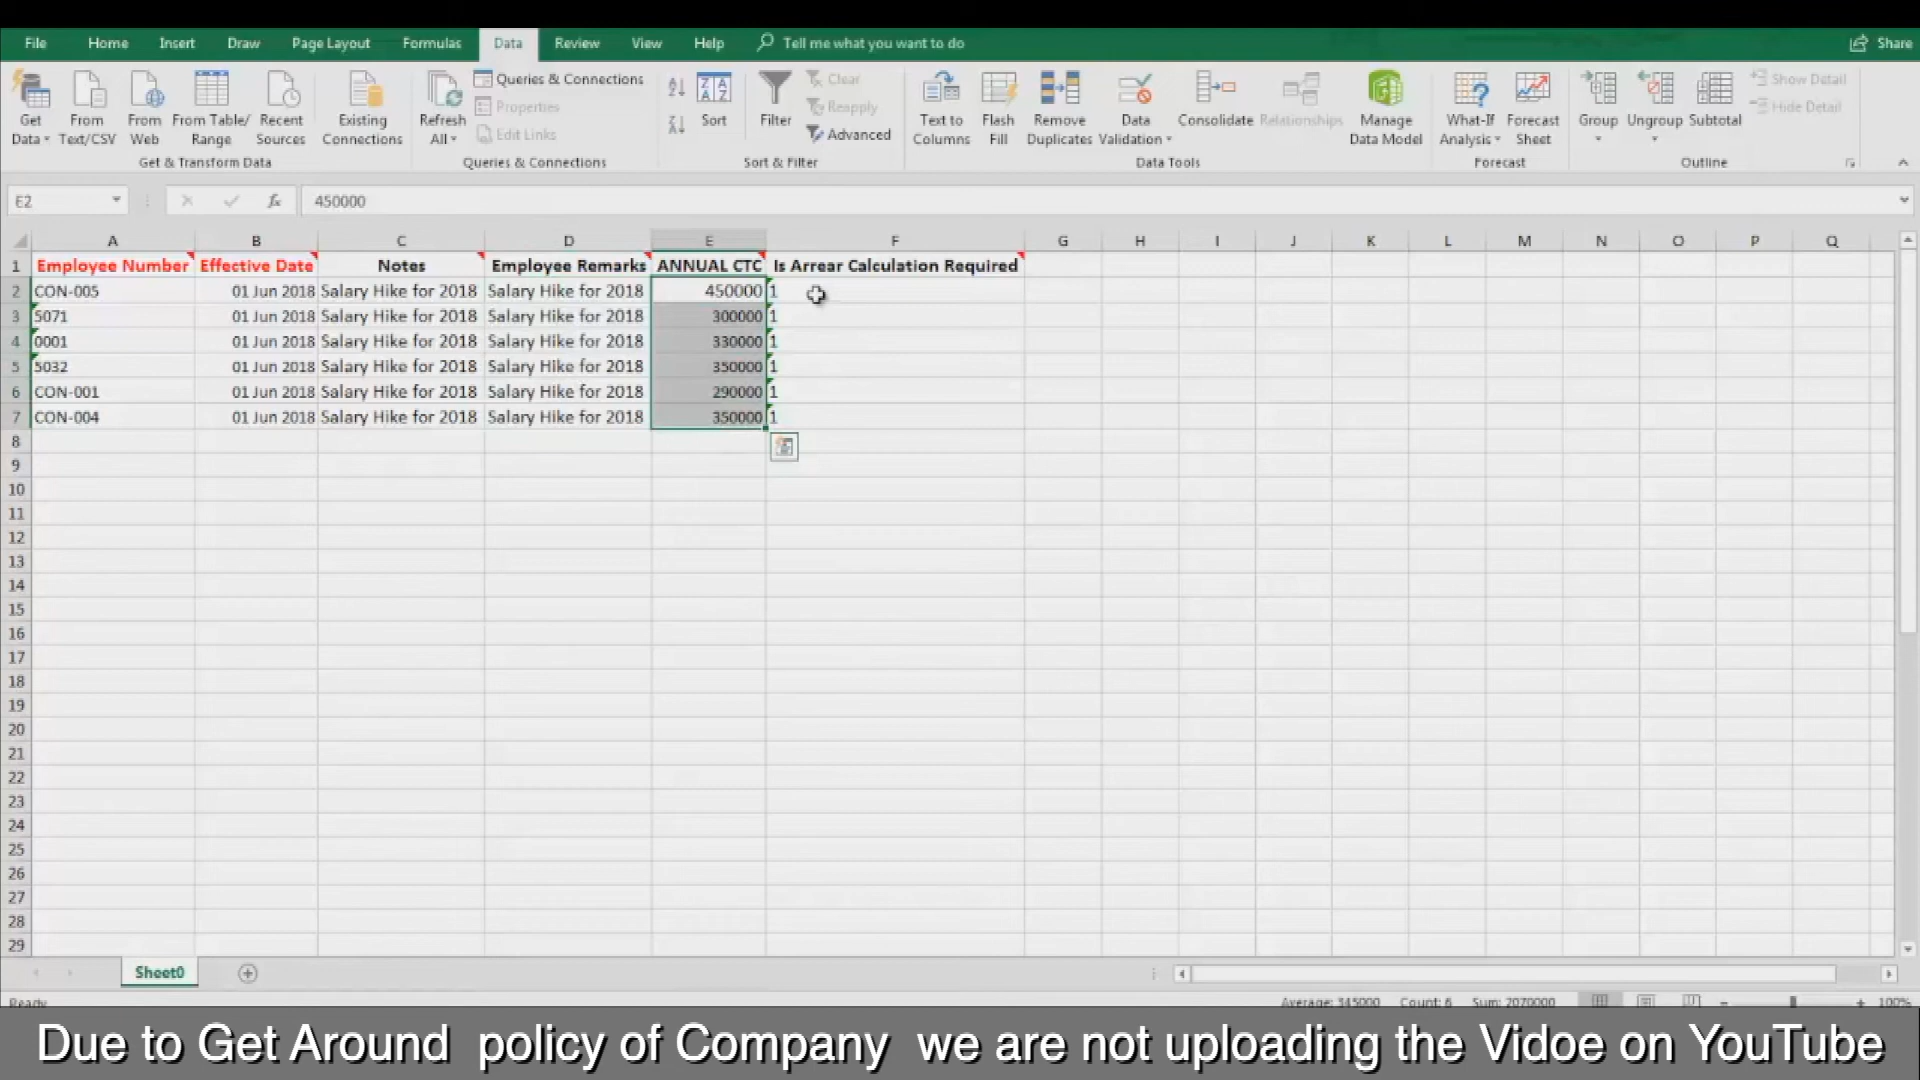 File Home Insert Draw Page Layout Formulas Data Review View Help Tell me what you want to do Share
Get Data From Text/CSV From Web From Table/ Range Recent Sources Existing Connections
Get & Transform Data
Refresh All Queries & Connections Properties Edit Links
Queries & Connections
Sort Filter Clear Reapply Advanced
Sort & Filter
Text to Columns Flash Fill Remove Duplicates Data Validation Consolidate Relationships Manage Data Model
Data Tools
What-If Analysis Forecast Sheet
Forecast
Group Ungroup Subtotal Show Detail Hide Detail
Outline
E2 fx 450000
A B C D E F G H I J K L M N O P Q
1 Employee Number Effective Date Notes Employee Remarks ANNUAL CTC Is Arrear Calculation Required
2 CON-005 01 Jun 2018 Salary Hike for 2018 Salary Hike for 2018 450000 1
3 5071 01 Jun 2018 Salary Hike for 2018 Salary Hike for 2018 300000 1
4 0001 01 Jun 2018 Salary Hike for 2018 Salary Hike for 2018 330000 1
5 5032 01 Jun 2018 Salary Hike for 2018 Salary Hike for 2018 350000 1
6 CON-001 01 Jun 2018 Salary Hike for 2018 Salary Hike for 2018 290000 1
7 CON-004 01 Jun 2018 Salary Hike for 2018 Salary Hike for 2018 350000 1
8
9
10
11
12
13
14
15
16
17
18
19
20
21
22
23
24
25
26
27
28
29
Sheet0
Ready Average: 345000 Count: 6 Sum: 2070000 100%
Due to Get Around policy of Company we are not uploading the Vidoe on YouTube